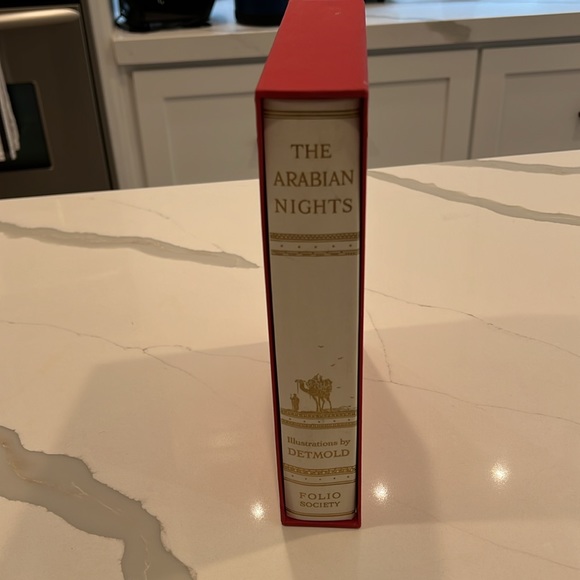 THE
ARABIAN
NIGHTS
Illustrations by
DETMOLD
FOLIO
SOCIETY